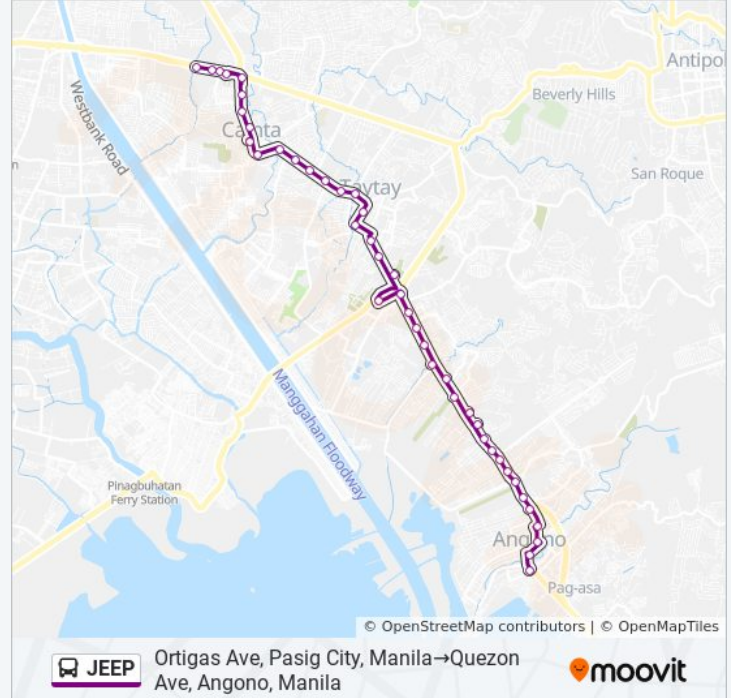 Antipol
Beverly Hills
Westbank Road
Cainta
n
San Roque
Taytay
Manggahan Floodway
Pinagbuhatan
Ferry Station
Angono
Pag-asa
© OpenStreetMap contributors | © OpenMapTiles
JEEP
Ortigas Ave, Pasig City, Manila→Quezon
Ave, Angono, Manila
moovit